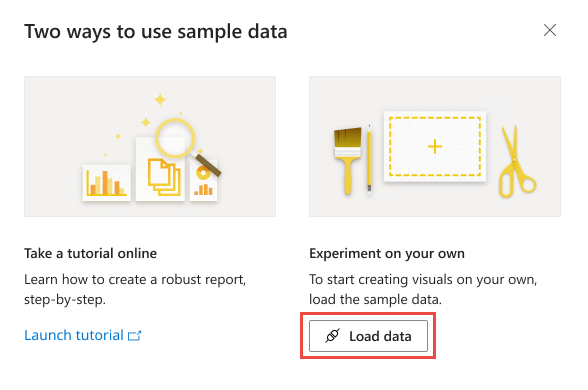 Two ways to use sample data
Take a tutorial online
Learn how to create a robust report,
step-by-step.
Launch tutorial
Experiment on your own
To start creating visuals on your own,
load the sample data.
Load data